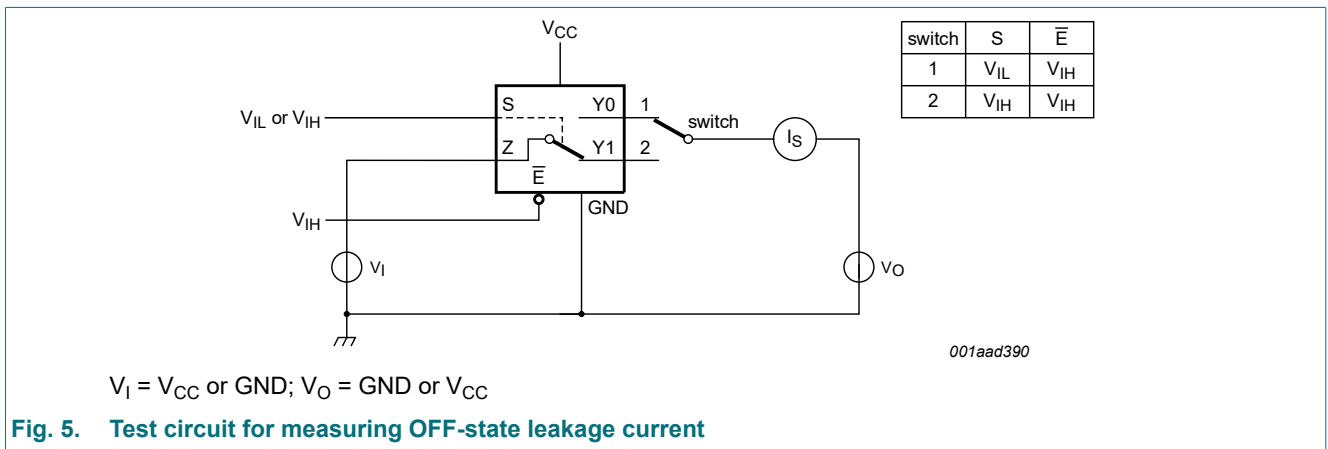 V_CC
switch S E̅
1 V_IL V_IH
2 V_IH V_IH
S Y0 1
V_IL or V_IH
switch
I_S
Z Y1 2
E̅
GND
V_IH
V_I
V_O
001aad390
V_I = V_CC or GND; V_O = GND or V_CC
Fig. 5. Test circuit for measuring OFF-state leakage current